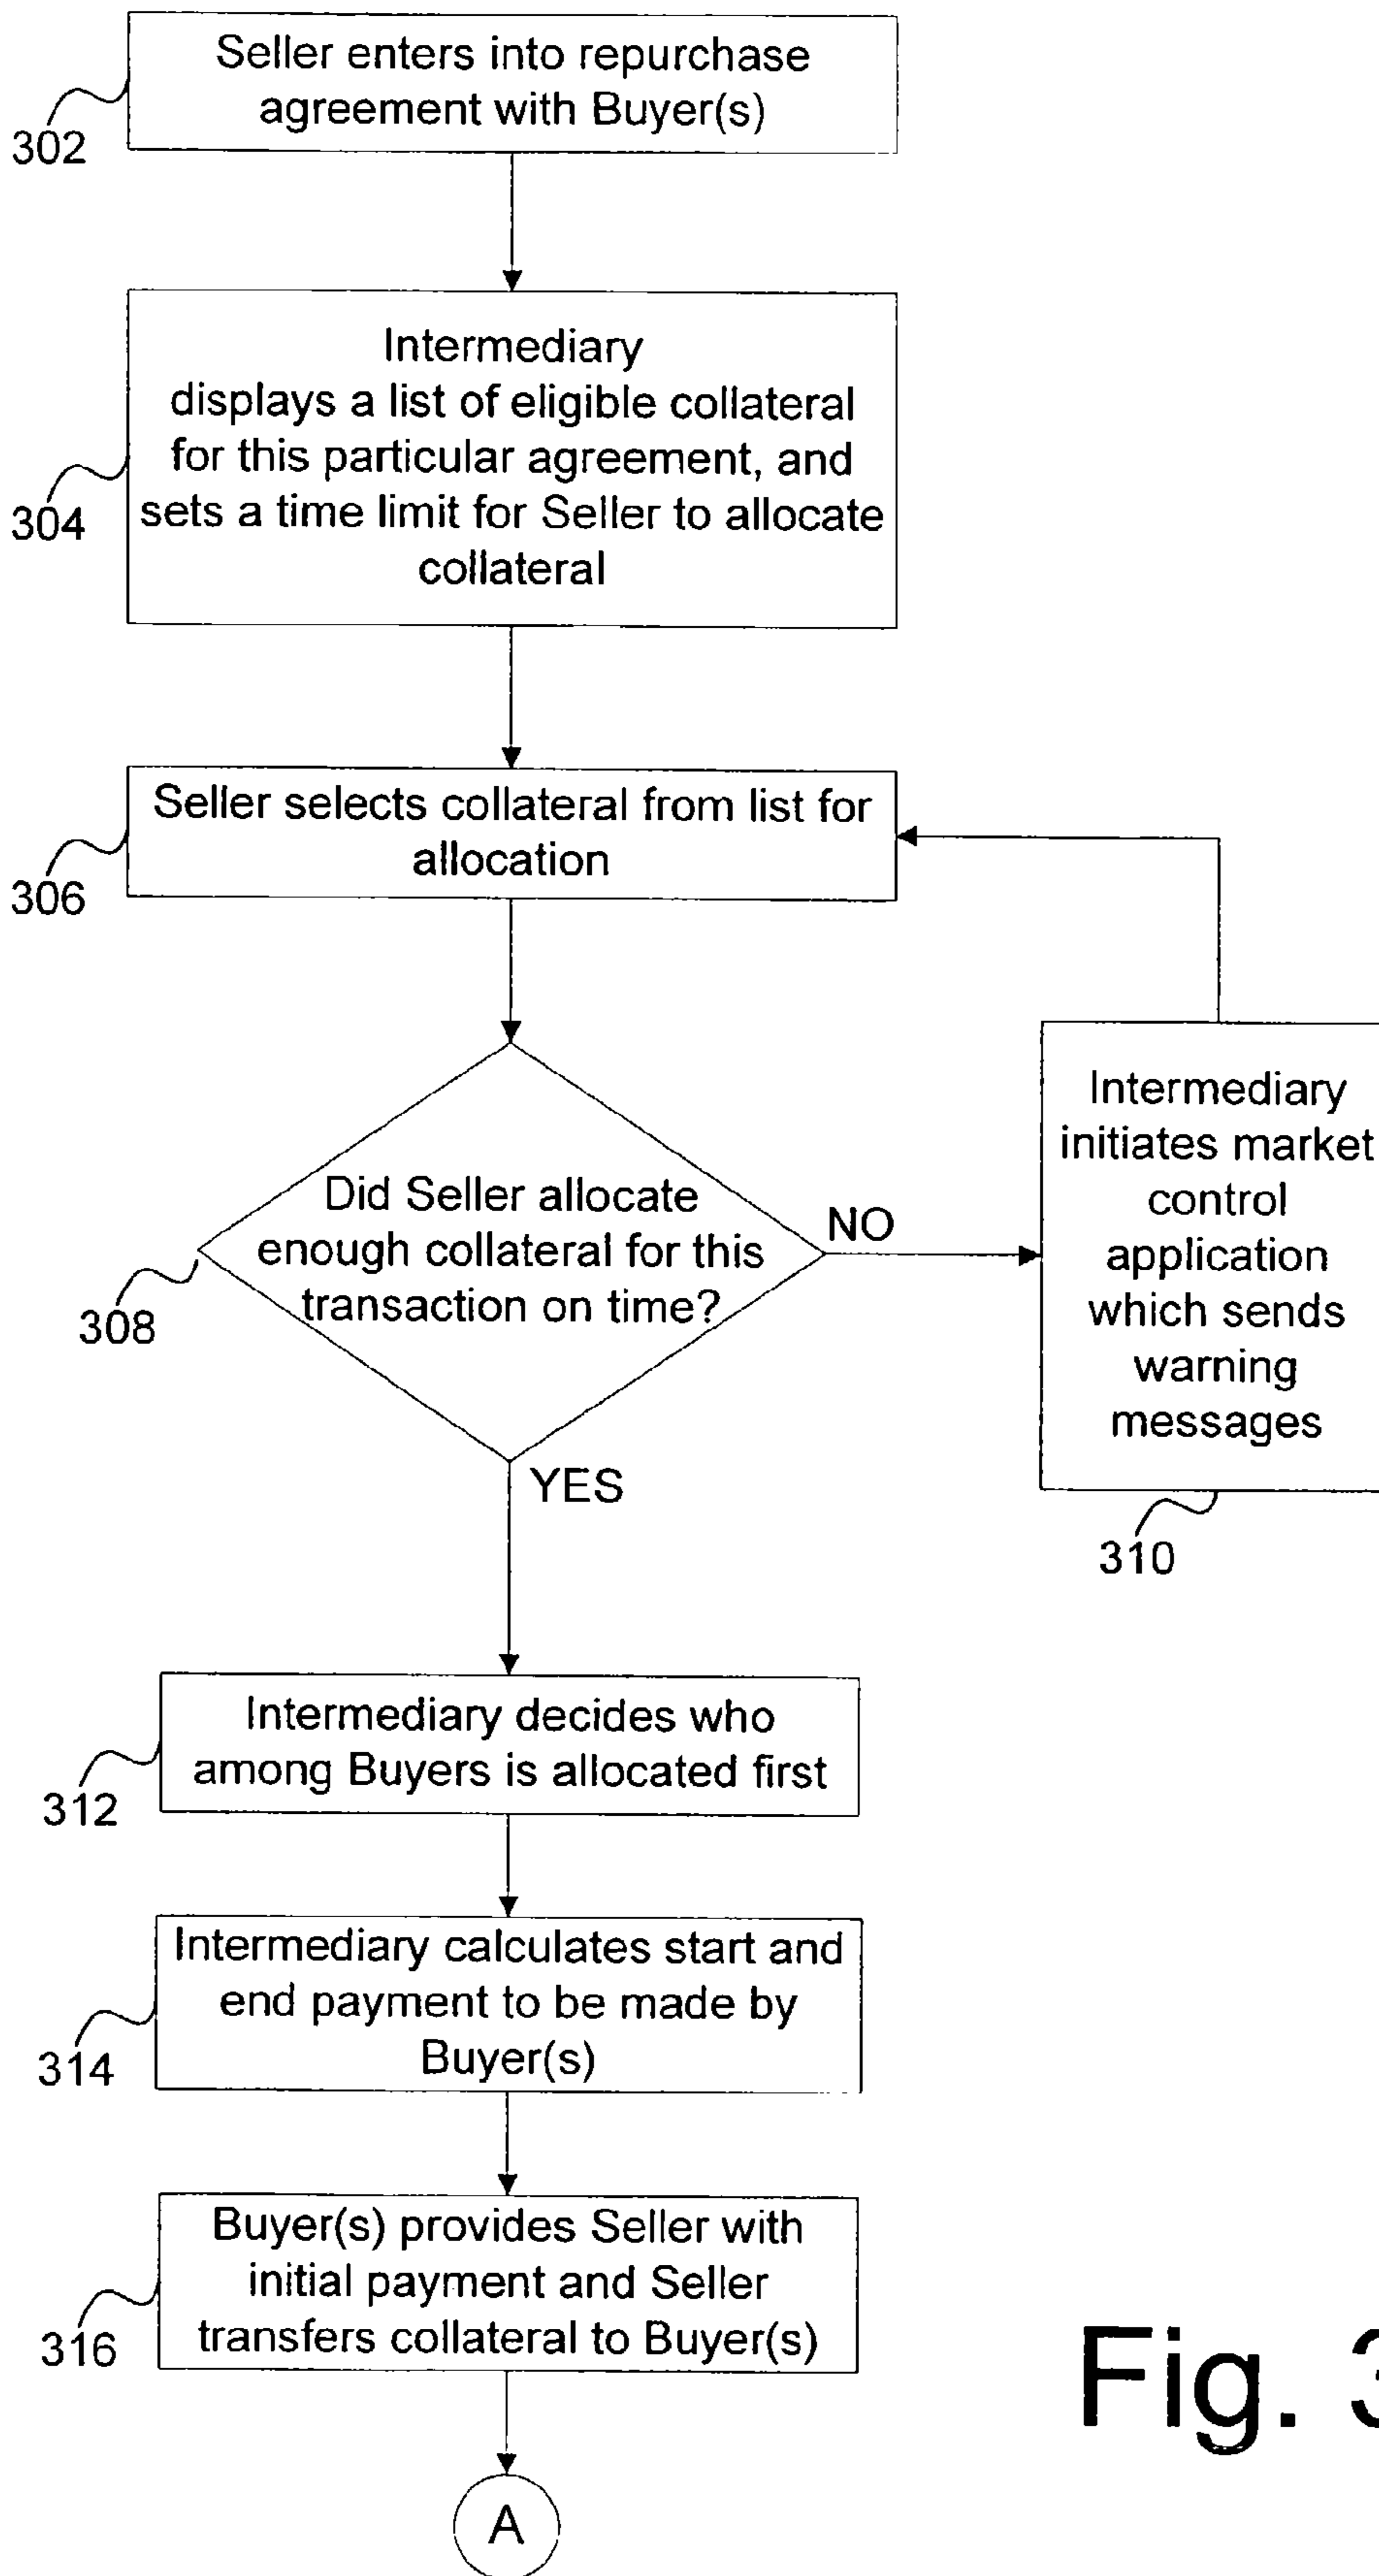 Seller enters into repurchase
agreement with Buyer(s)
302
Intermediary
displays a list of eligible collateral
for this particular agreement, and
sets a time limit for Seller to allocate
collateral
304
Seller selects collateral from list for
allocation
306
Did Seller allocate
enough collateral for this
transaction on time?
308
NO
YES
Intermediary
initiates market
control
application
which sends
warning
messages
310
Intermediary decides who
among Buyers is allocated first
312
Intermediary calculates start and
end payment to be made by
Buyer(s)
314
Buyer(s) provides Seller with
initial payment and Seller
transfers collateral to Buyer(s)
316
Fig. 3
A